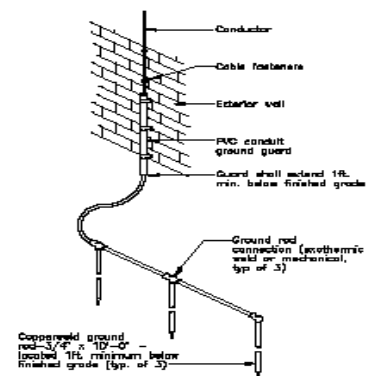 Conductor
Cable fasteners
Exterior wall
PVC conduit
ground guard
Guard shall extend 1ft.
min. below finished grade
Ground rod
connection (exothermic
weld or mechanical,
typ of 3)
Copperweld ground
rod-3/4" x 10'-0" -
located 1ft. minimum below
finished grade (typ. of 3)